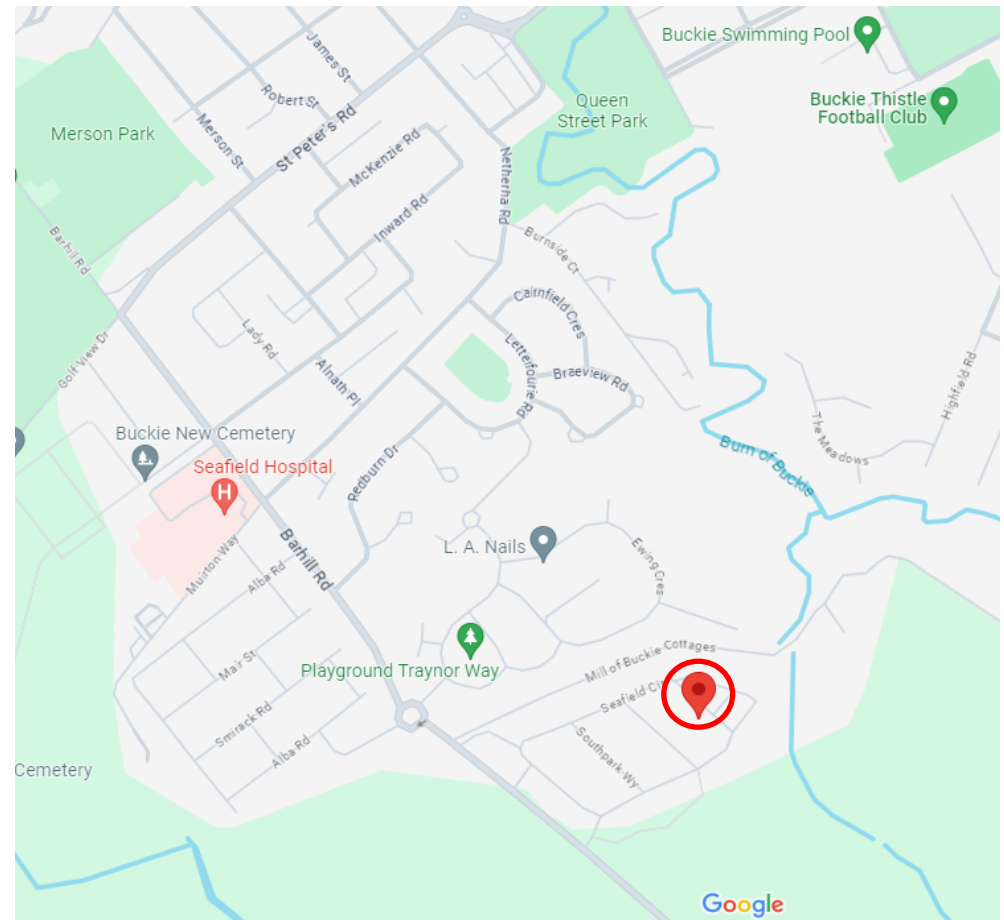 Buckie Swimming Pool
James St
Robert St
Queen
Street Park
Buckie Thistle
Football Club
Merson Park
Merson St
St Peter's Rd
McKenzie Rd
Netherha Rd
Inward Rd
Barhill Rd
Burnside Ct
Cairnfield Cres
Golf View Dr
Lady Rd
Letterfourie Rd
Alnath Pl
Braeview Rd
Highfield Rd
Buckie New Cemetery
The Meadows
Seafield Hospital
H
Redburn Dr
Burn of Buckie
Barhill Rd
L. A. Nails
Muirton Way
Alba Rd
Ewing Cres
Mair St
Playground Traynor Way
Mill of Buckie Cottages
Seafield Ci
Smirack Rd
Alba Rd
Southpark Wy
Cemetery
Google